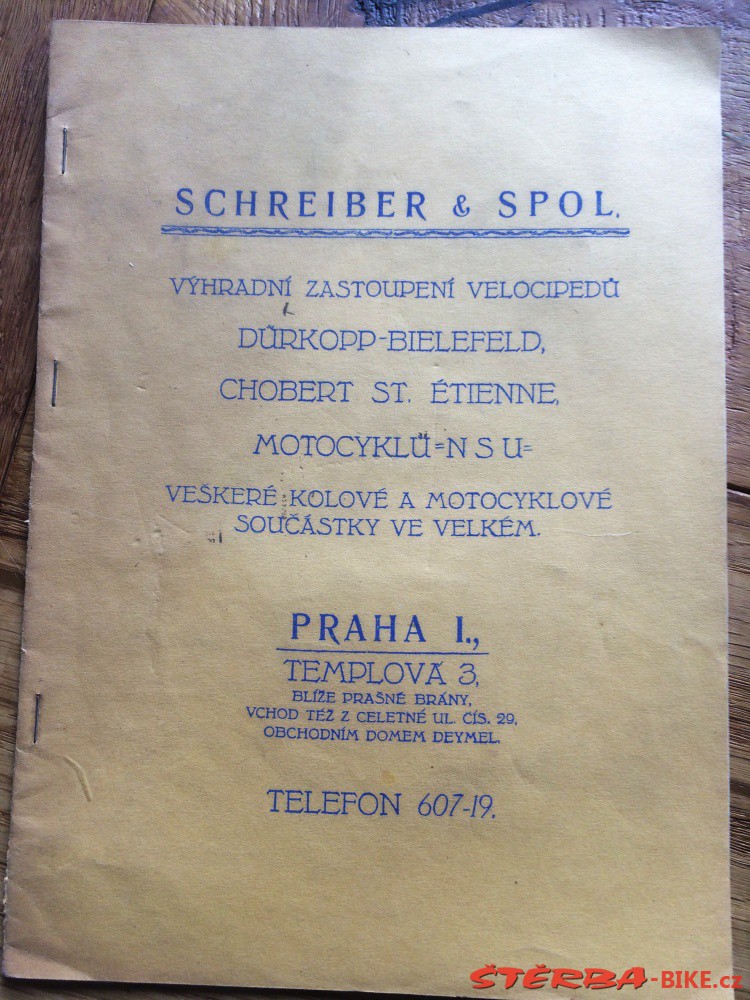 SCHREIBER & SPOL.
VÝHRADNÍ ZASTOUPENÍ VELOCIPEDŮ
DÜRKOPP-BIELEFELD,
CHOBERT ST. ÉTIENNE,
MOTOCYKLŮ=NSU=
VEŠKERÉ KOLOVÉ A MOTOCYKLOVÉ
SOUČÁSTKY VE VELKÉM.
PRAHA I.,
TEMPLOVÁ 3,
BLÍŽE PRAŠNÉ BRÁNY,
VCHOD TÉŽ Z CELETNÉ UL. ČÍS. 29,
OBCHODNÍM DOMEM DEYMEL.
TELEFON 607-19.
ŠTĚRBA-BIKE.cz